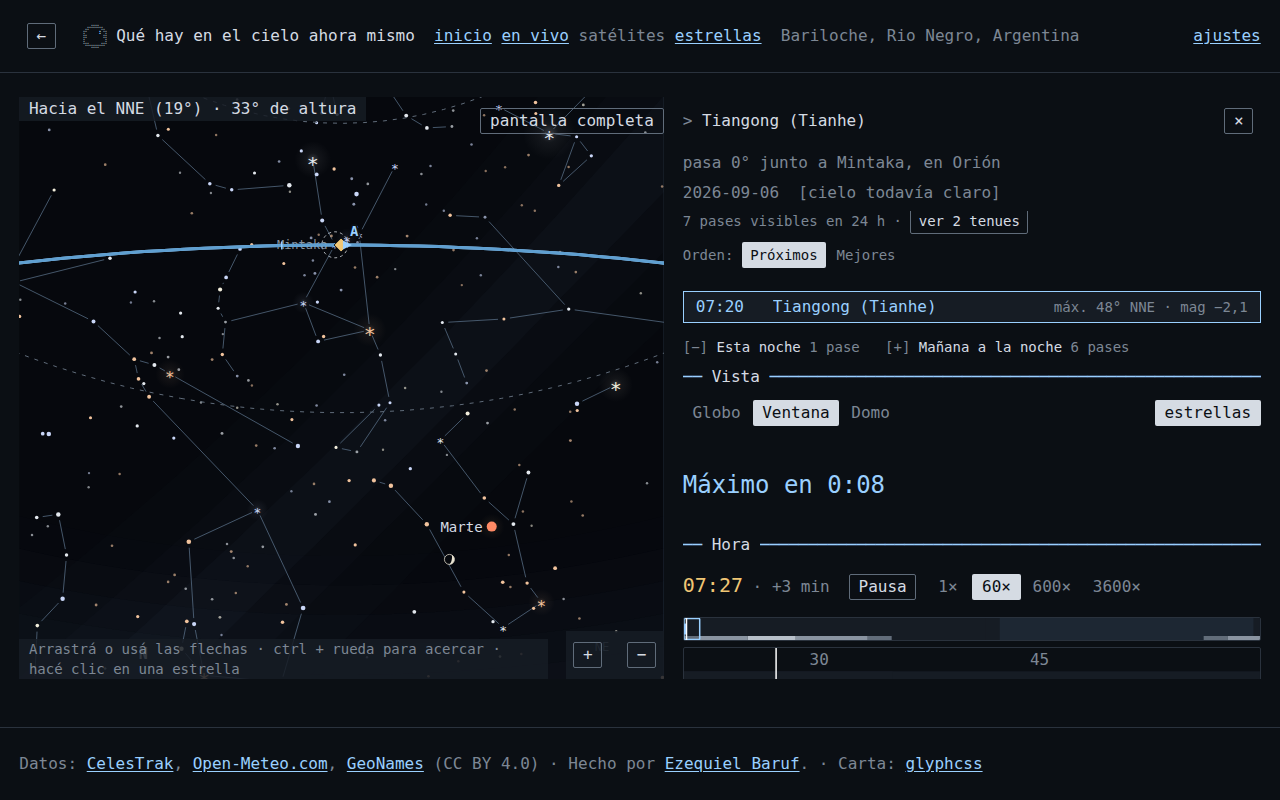 ← Qué hay en el cielo ahora mismo inicio en vivo satélites estrellas Bariloche, Rio Negro, Argentina ajustes
Hacia el NNE (19°) · 33° de altura
pantalla completa
A
Mintaka
Marte
Arrastrá o usá las flechas · ctrl + rueda para acercar ·
hacé clic en una estrella
+ −
> Tiangong (Tianhe) ×
pasa 0° junto a Mintaka, en Orión
2026-09-06 [cielo todavía claro]
7 pases visibles en 24 h · ver 2 tenues
Orden: Próximos Mejores
07:20 Tiangong (Tianhe) máx. 48° NNE · mag −2,1
[−] Esta noche 1 pase [+] Mañana a la noche 6 pases
Vista
Globo Ventana Domo estrellas
Máximo en 0:08
Hora
07:27 · +3 min Pausa 1× 60× 600× 3600×
30 45
Datos: CelesTrak, Open-Meteo.com, GeoNames (CC BY 4.0) · Hecho por Ezequiel Baruf. · Carta: glyphcss